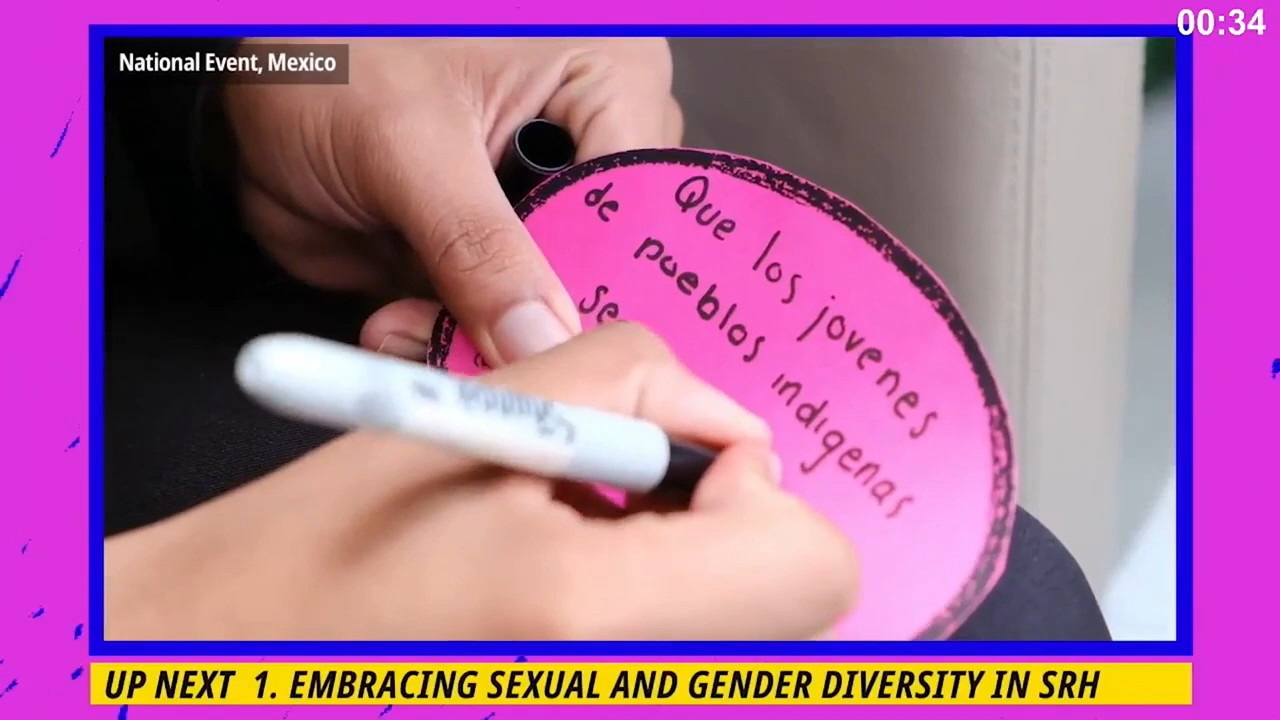 00:34
National Event, Mexico
Que los jovenes
de pueblos indigenas
UP NEXT 1. EMBRACING SEXUAL AND GENDER DIVERSITY IN SRH